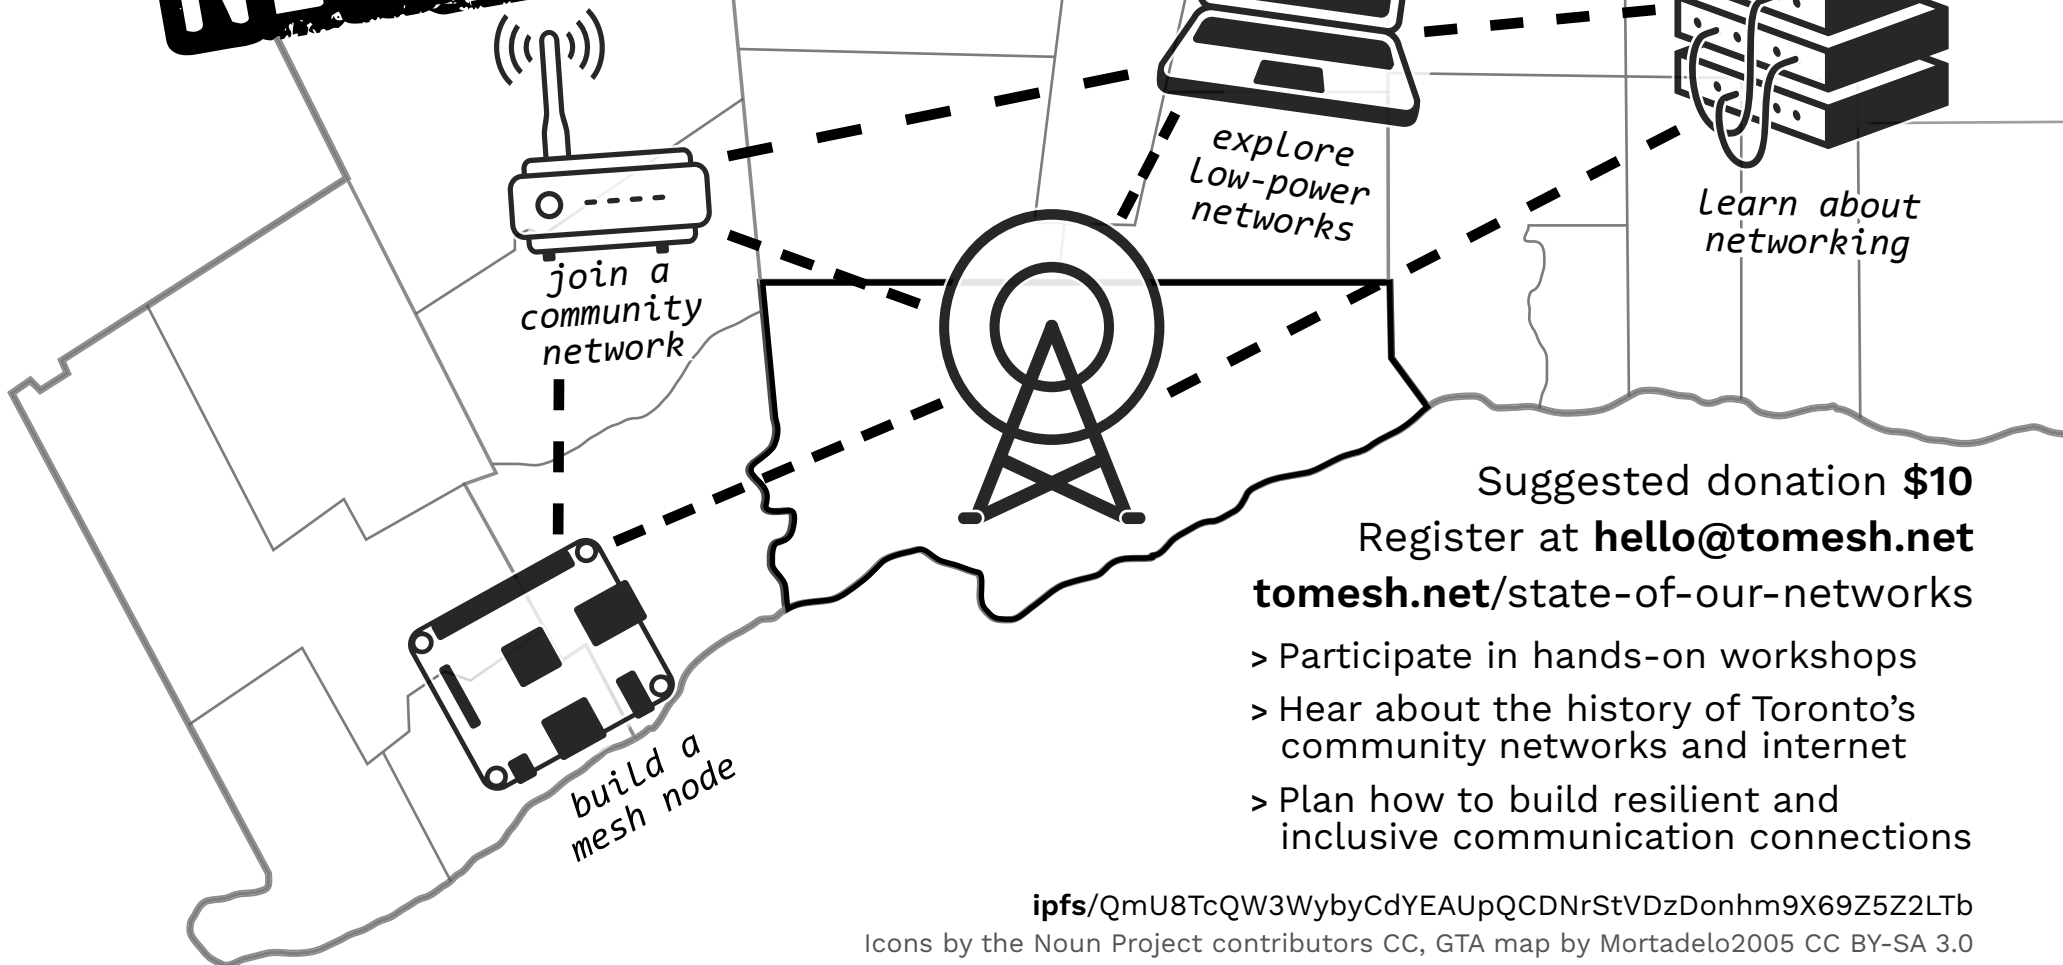 explore
low-power
networks
learn about
networking
join a
community
network
build a
mesh node
Suggested donation $10
Register at hello@tomesh.net
tomesh.net/state-of-our-networks
> Participate in hands-on workshops
> Hear about the history of Toronto’s
community networks and internet
> Plan how to build resilient and
inclusive communication connections
ipfs/QmU8TcQW3WybyCdYEAUpQCDNrStVDzDonhm9X69Z5Z2LTb
Icons by the Noun Project contributors CC, GTA map by Mortadelo2005 CC BY-SA 3.0